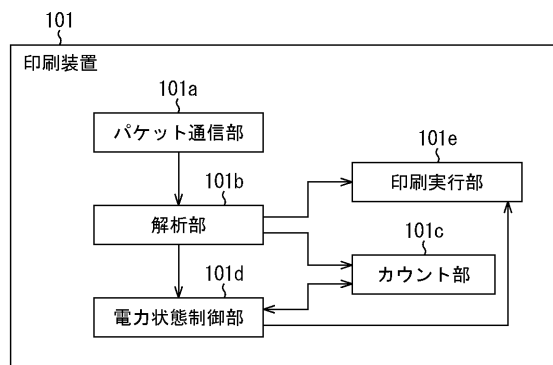 101
印刷装置
101a
パケット通信部
101e
印刷実行部
101b
解析部
101c
カウント部
101d
電力状態制御部